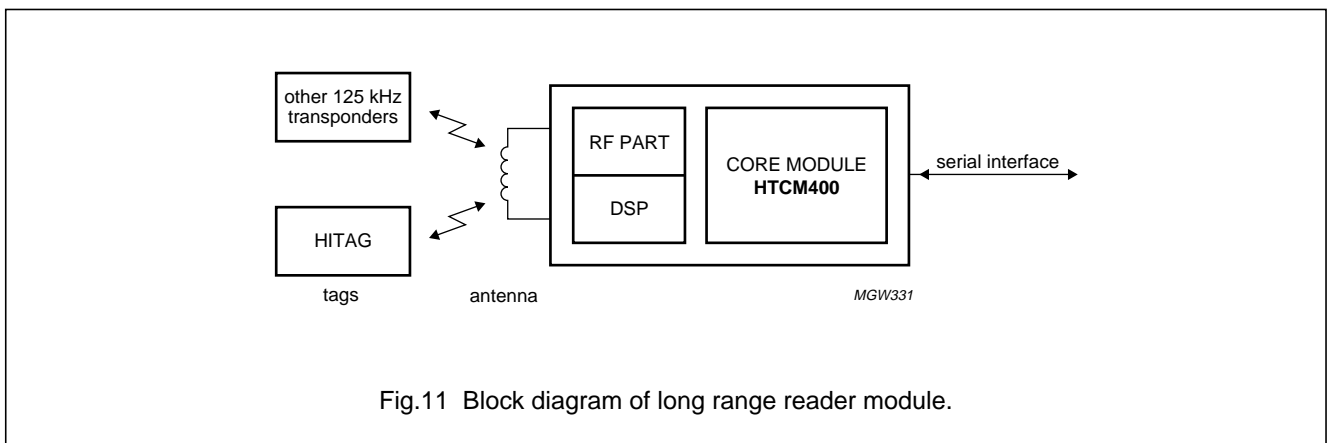 other 125 kHz
transponders
HITAG
tags
antenna
RF PART
DSP
CORE MODULE
HTCM400
serial interface
MGW331
Fig.11 Block diagram of long range reader module.